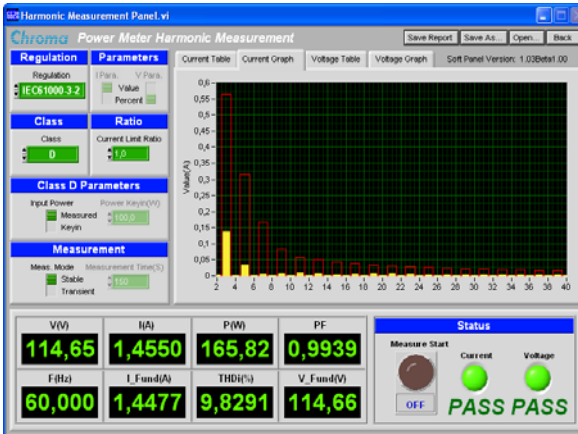 Harmonic Measurement Panel.vi
Chroma Power Meter Harmonic Measurement
Save Report Save As... Open... Back
Regulation Parameters
Regulation
IEC61000-3-2
I Para. V Para.
Value
Percent
Class Ratio
Class
D
Current Limit Ratio
1,0
Class D Parameters
Input Power Power Keyin(W)
Measured 100,0
Keyin
Measurement
Meas. Mode Measurement Time(S)
Stable 150
Transient
Current Table Current Graph Voltage Table Voltage Graph Soft Panel Version: 1.03Beta1.00
Value(A)
0,6
0,55
0,5
0,45
0,4
0,35
0,3
0,25
0,2
0,15
0,1
0,05
0
2 4 6 8 10 12 14 16 18 20 22 24 26 28 30 32 34 36 38 40
V(V) I(A) P(W) PF
114,65 1,4550 165,82 0,9939
F(Hz) I_Fund(A) THDi(%) V_Fund(V)
60,000 1,4477 9,8291 114,66
Status
Measure Start Current Voltage
OFF PASS PASS